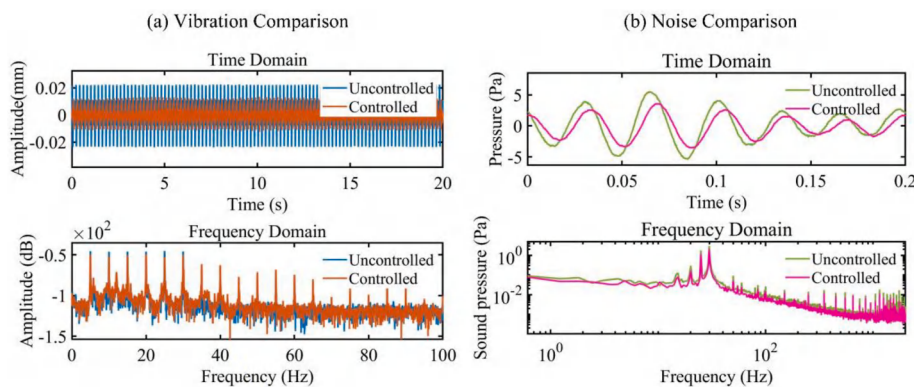 (a) Vibration Comparison
(b) Noise Comparison
Time Domain
Amplitude(mm)
0.02
0
-0.02
Uncontrolled
Controlled
0 5 10 15 20
Time (s)
Frequency Domain
×10²
Amplitude (dB)
-0.5
-1
-1.5
Uncontrolled
Controlled
0 20 40 60 80 100
Frequency (Hz)
Time Domain
Pressure (Pa)
5
0
-5
Uncontrolled
Controlled
0 0.05 0.1 0.15 0.2
Time (s)
Frequency Domain
Sound pressure (Pa)
10⁰
10⁻²
Uncontrolled
Controlled
10⁰ 10²
Frequency (Hz)